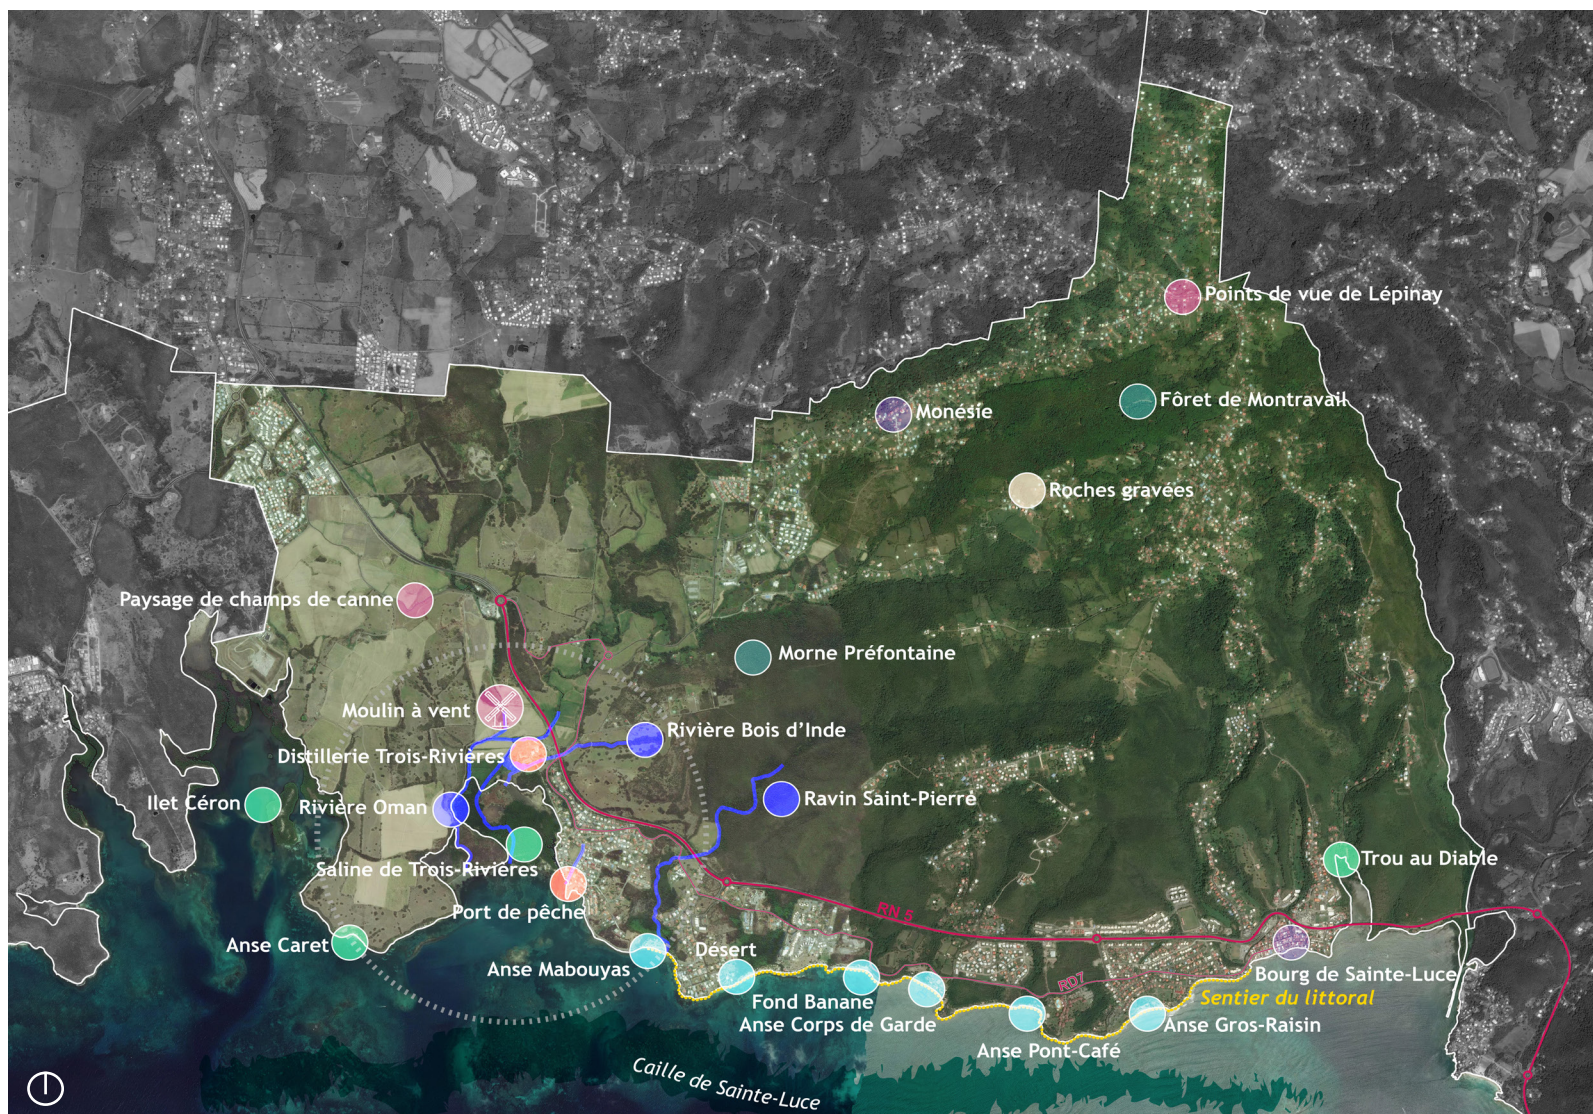 Points de vue de Lépinay
Fôret de Montravail
Monésie
Roches gravées
Paysage de champs de canne
Morne Préfontaine
Moulin à vent
Rivière Bois d’Inde
Distillerie Trois-Rivières
Ilet Céron
Rivière Oman
Ravin Saint-Pierre
Saline de Trois-Rivières
Trou au Diable
Port de pêche
RN 5
Anse Caret
Désert
Anse Mabouyas
Bourg de Sainte-Luce
RD7
Fond Banane
Sentier du littoral
Anse Corps de Garde
Anse Gros-Raisin
Anse Pont-Café
Caille de Sainte-Luce